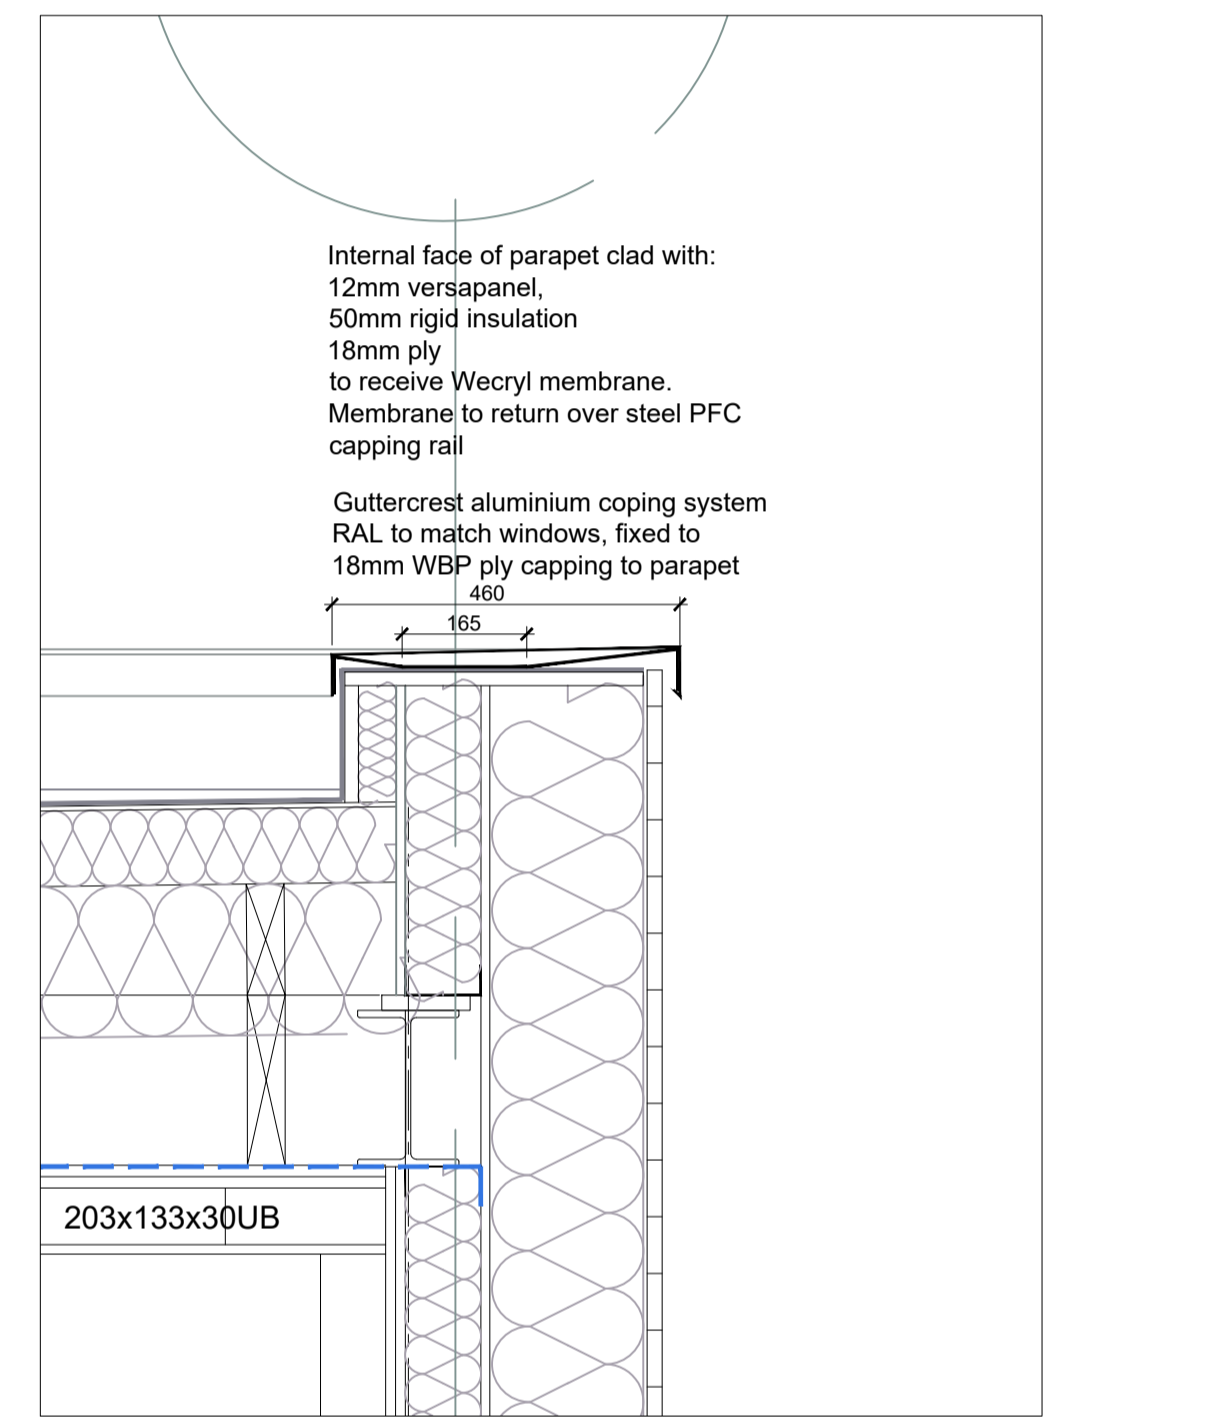 Internal face of parapet clad with:
12mm versapanel,
50mm rigid insulation
18mm ply
to receive Wecryl membrane.
Membrane to return over steel PFC
capping rail
Guttercrest aluminium coping system
RAL to match windows, fixed to
18mm WBP ply capping to parapet
460
165
203x133x30UB